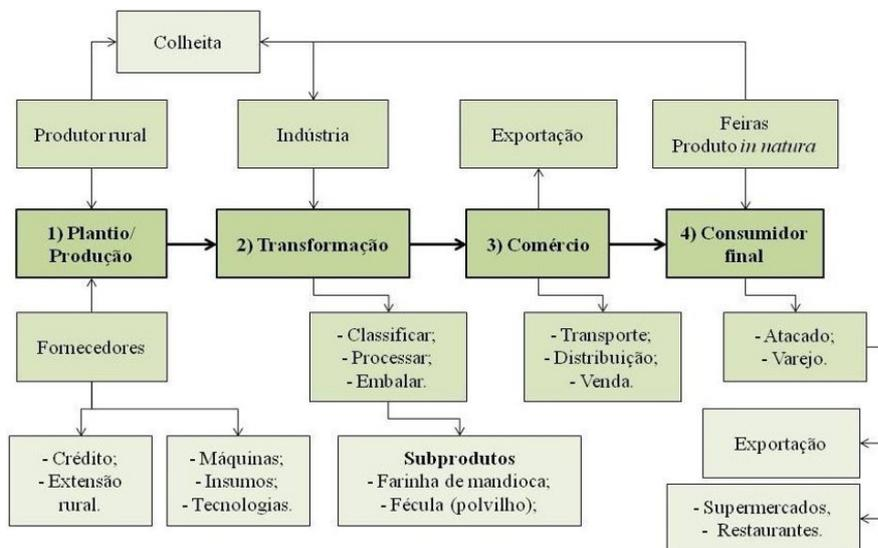 Colheita
Produtor rural
Indústria
Exportação
Feiras
Produto in natura
1) Plantio/
Produção
2) Transformação
3) Comércio
4) Consumidor
final
Fornecedores
- Classificar;
- Processar;
- Embalar.
- Transporte;
- Distribuição;
- Venda.
- Atacado;
- Varejo.
- Crédito;
- Extensão
rural.
- Máquinas;
- Insumos;
- Tecnologias.
Subprodutos
- Farinha de mandioca;
- Fécula (polvilho);
Exportação
- Supermercados,
- Restaurantes.